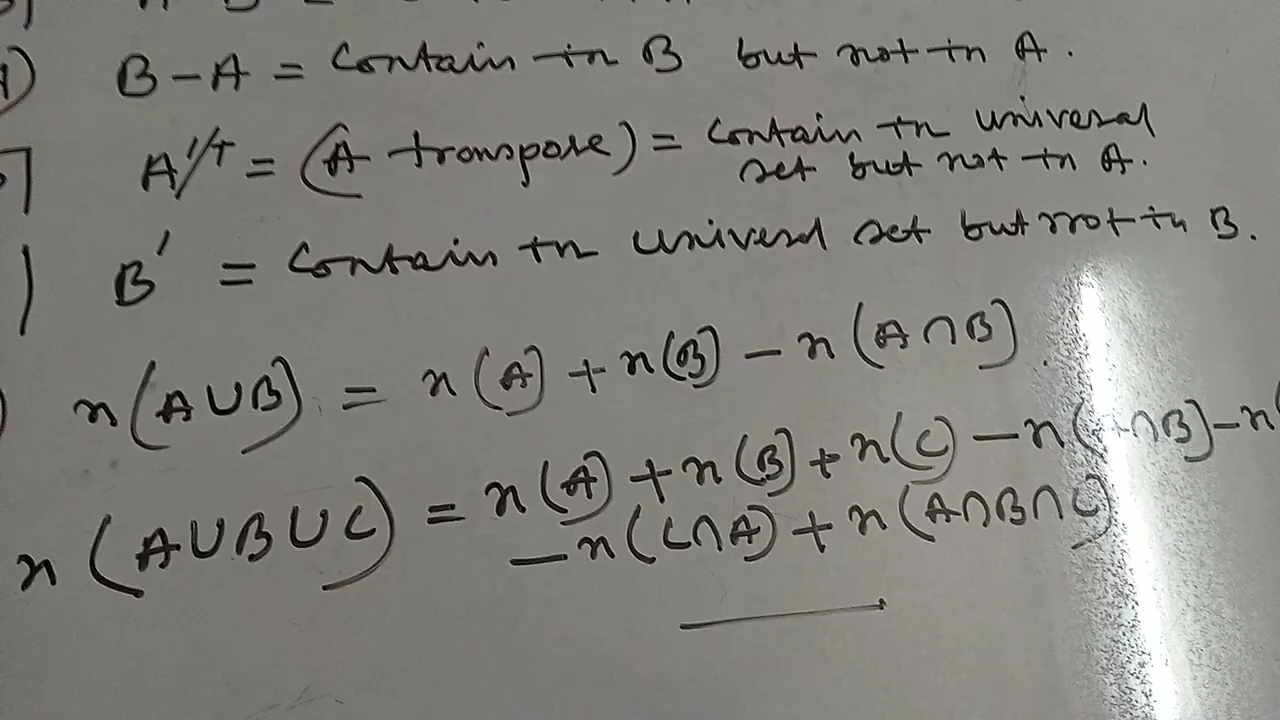 B - A = Contain in B but not in A.
A'/T = (A transpose) = contain in universal
set but not in A.
B' = Contain in universal set but not in B.
n(A∪B) = n(A) + n(B) - n(A∩B).
n(A∪B∪C) = n(A) + n(B) + n(C) - n( ∩B) - n(
- n(C∩A) + n(A∩B∩C)